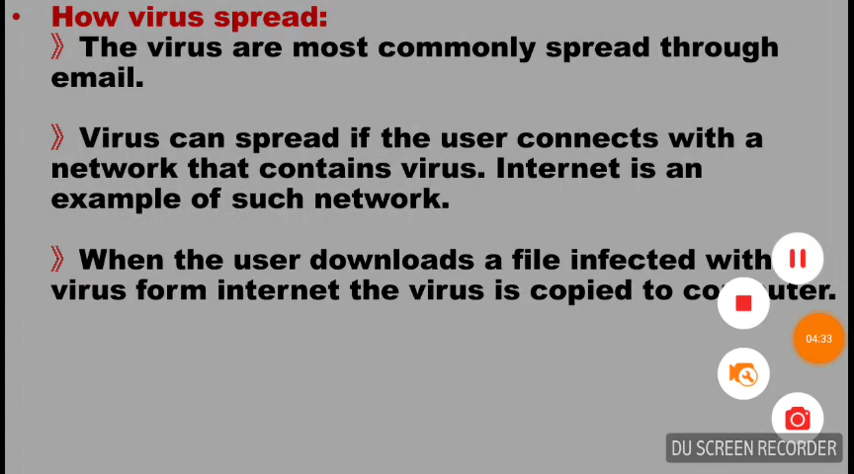 • How virus spread:
》 The virus are most commonly spread through
email.
》 Virus can spread if the user connects with a
network that contains virus. Internet is an
example of such network.
》 When the user downloads a file infected with
virus form internet the virus is copied to computer.
04:33
DU SCREEN RECORDER